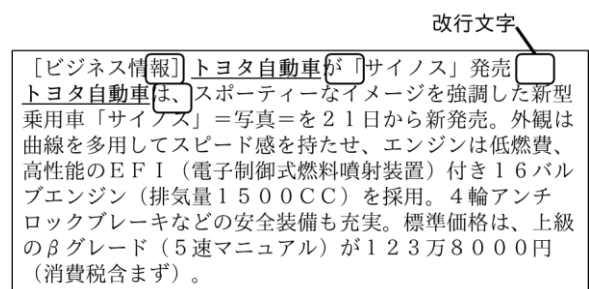 改行文字
［ビジネス情報］トヨタ自動車が「サイノス」発売
トヨタ自動車は、スポーティーなイメージを強調した新型
乗用車「サイノス」＝写真＝を２１日から新発売。外観は
曲線を多用してスピード感を持たせ、エンジンは低燃費、
高性能のＥＦＩ（電子制御式燃料噴射装置）付き１６バル
ブエンジン（排気量１５００ＣＣ）を採用。４輪アンチ
ロックブレーキなどの安全装備も充実。標準価格は、上級
のβグレード（５速マニュアル）が１２３万８０００円
（消費税含まず）。